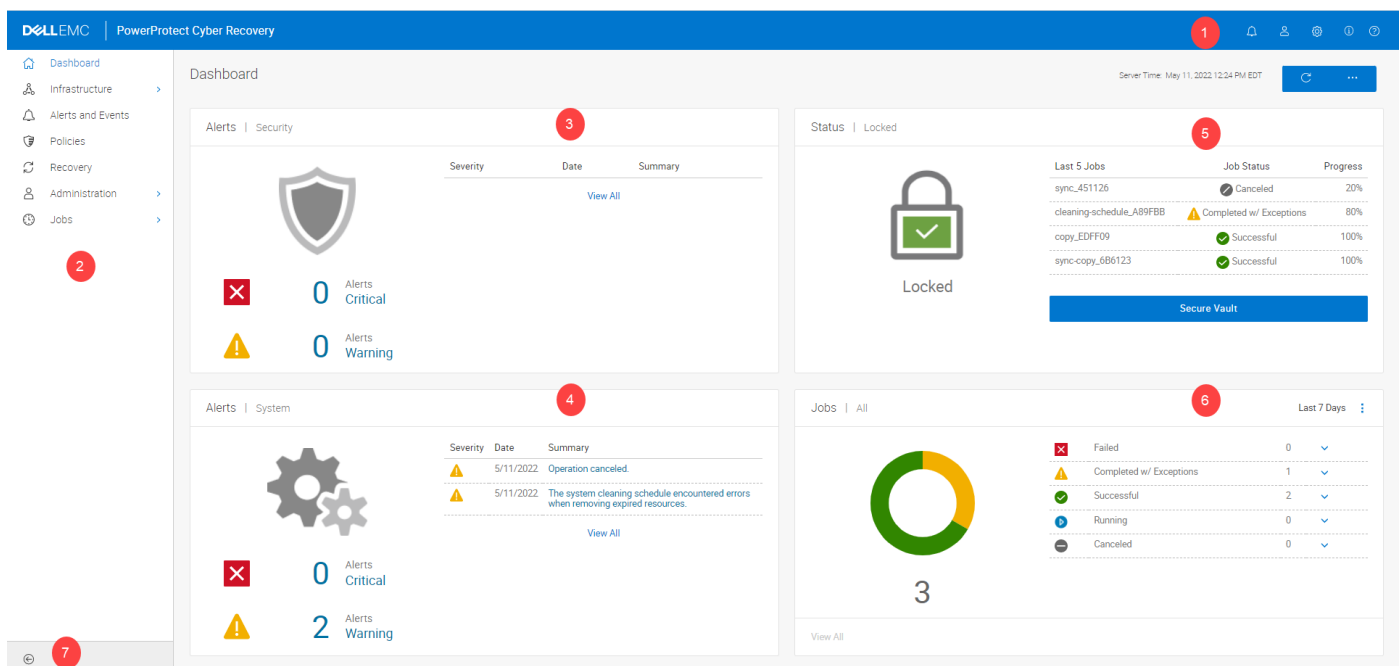 DELLEMC PowerProtect Cyber Recovery
1
Dashboard
Infrastructure
Alerts and Events
Policies
Recovery
Administration
Jobs
2
7
Dashboard
Server Time: May 11, 2022 12:24 PM EDT
Alerts | Security
3
Severity Date Summary
View All
0 Alerts Critical
0 Alerts Warning
Status | Locked
5
Locked
Last 5 Jobs Job Status Progress
sync_451126 Canceled 20%
cleaning-schedule_A89FBB Completed w/ Exceptions 80%
copy_EDFF09 Successful 100%
sync-copy_6B6123 Successful 100%
Secure Vault
Alerts | System
4
Severity Date Summary
5/11/2022 Operation canceled.
5/11/2022 The system cleaning schedule encountered errors
when removing expired resources.
View All
0 Alerts Critical
2 Alerts Warning
Jobs | All
6
Last 7 Days
3
Failed 0
Completed w/ Exceptions 1
Successful 2
Running 0
Canceled 0
View All